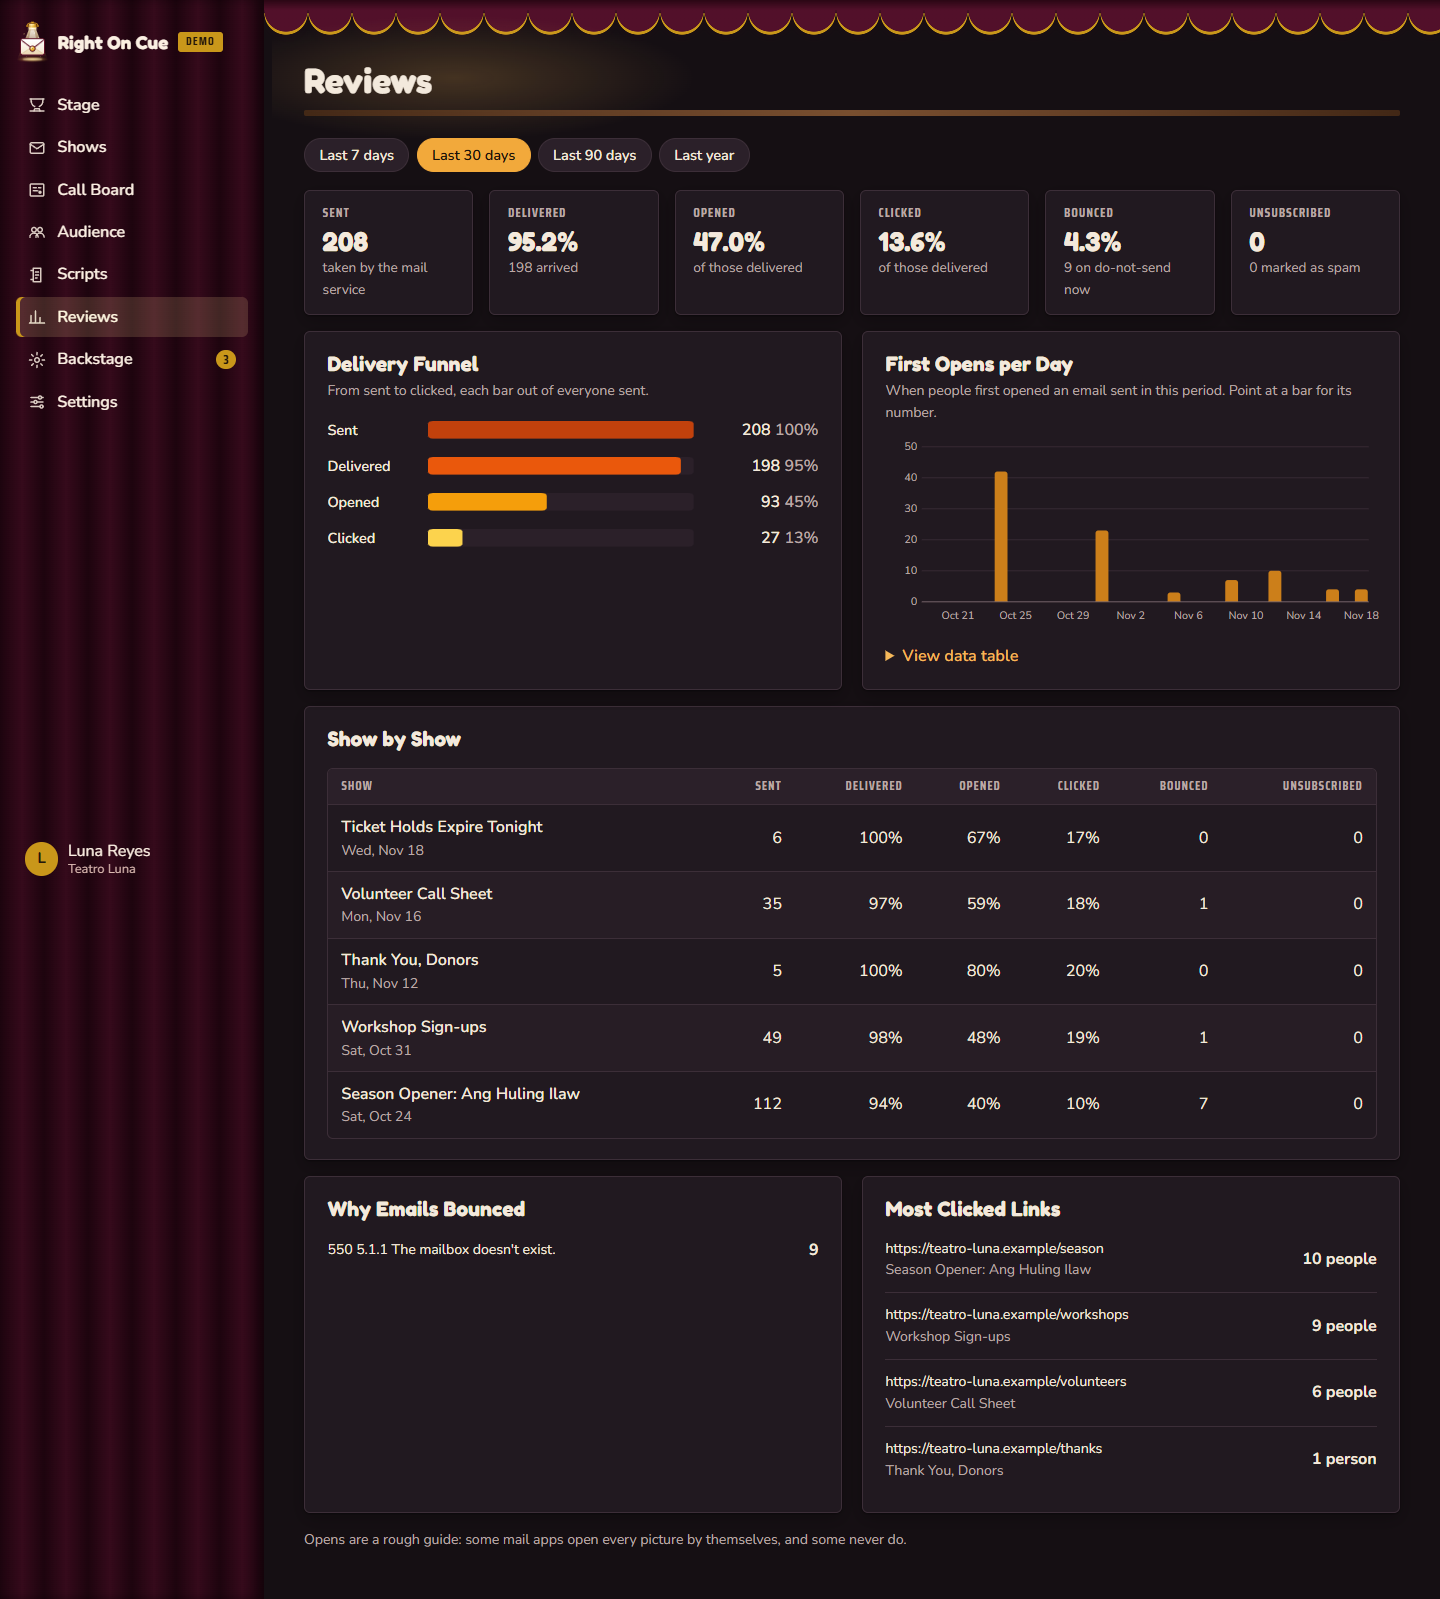 Right On Cue DEMO
Stage
Shows
Call Board
Audience
Scripts
Reviews
Backstage 3
Settings
L
Luna Reyes
Teatro Luna
Reviews
Last 7 days Last 30 days Last 90 days Last year
SENT
208
taken by the mail
service
DELIVERED
95.2%
198 arrived
OPENED
47.0%
of those delivered
CLICKED
13.6%
of those delivered
BOUNCED
4.3%
9 on do-not-send
now
UNSUBSCRIBED
0
0 marked as spam
Delivery Funnel
From sent to clicked, each bar out of everyone sent.
Sent 208 100%
Delivered 198 95%
Opened 93 45%
Clicked 27 13%
First Opens per Day
When people first opened an email sent in this period. Point at a bar for its
number.
50
40
30
20
10
0
Oct 21 Oct 25 Oct 29 Nov 2 Nov 6 Nov 10 Nov 14 Nov 18
View data table
Show by Show
SHOW SENT DELIVERED OPENED CLICKED BOUNCED UNSUBSCRIBED
Ticket Holds Expire Tonight
Wed, Nov 18
6 100% 67% 17% 0 0
Volunteer Call Sheet
Mon, Nov 16
35 97% 59% 18% 1 0
Thank You, Donors
Thu, Nov 12
5 100% 80% 20% 0 0
Workshop Sign-ups
Sat, Oct 31
49 98% 48% 19% 1 0
Season Opener: Ang Huling Ilaw
Sat, Oct 24
112 94% 40% 10% 7 0
Why Emails Bounced
550 5.1.1 The mailbox doesn't exist. 9
Most Clicked Links
https://teatro-luna.example/season
Season Opener: Ang Huling Ilaw
10 people
https://teatro-luna.example/workshops
Workshop Sign-ups
9 people
https://teatro-luna.example/volunteers
Volunteer Call Sheet
6 people
https://teatro-luna.example/thanks
Thank You, Donors
1 person
Opens are a rough guide: some mail apps open every picture by themselves, and some never do.